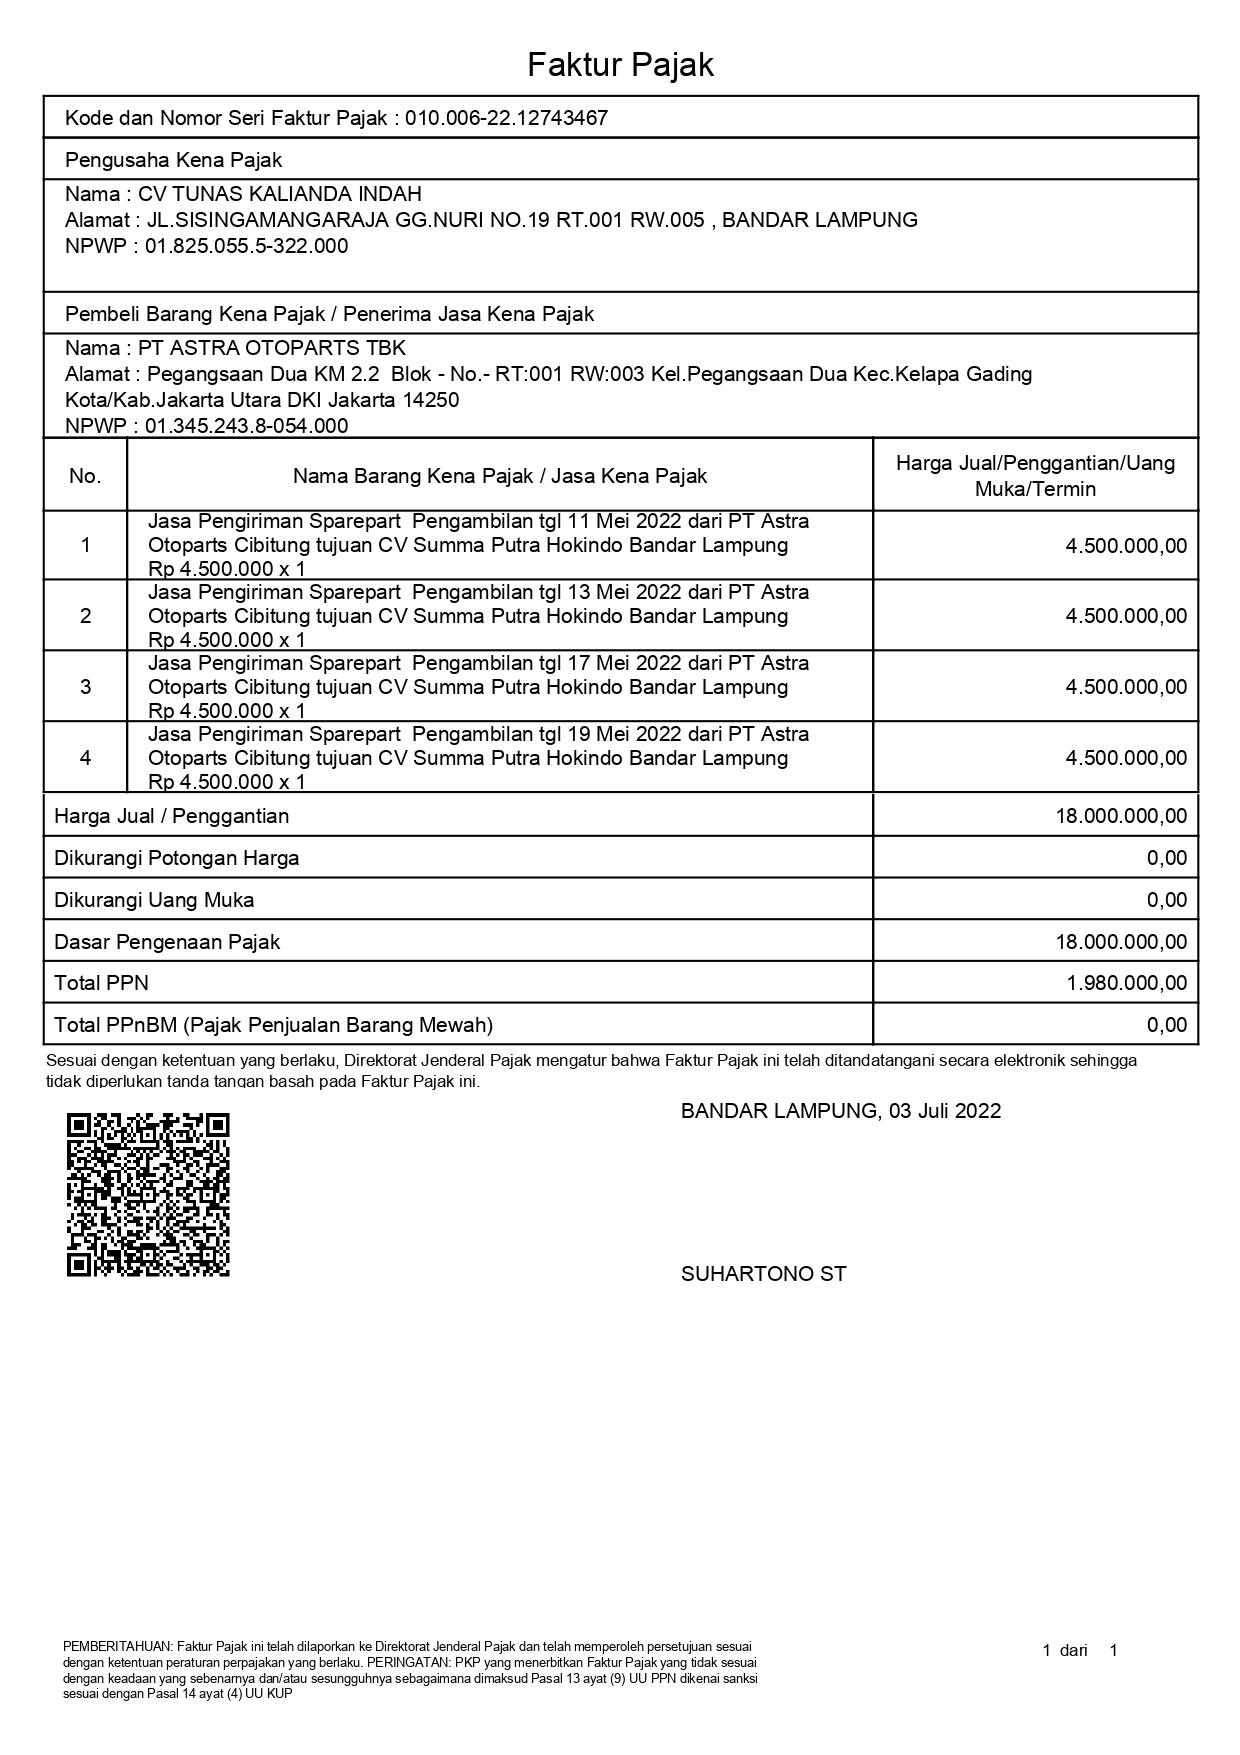 Faktur Pajak
Kode dan Nomor Seri Faktur Pajak : 010.006-22.12743467
Pengusaha Kena Pajak
Nama : CV TUNAS KALIANDA INDAH
Alamat : JL.SISINGAMANGARAJA GG.NURI NO.19 RT.001 RW.005 , BANDAR LAMPUNG
NPWP : 01.825.055.5-322.000
Pembeli Barang Kena Pajak / Penerima Jasa Kena Pajak
Nama : PT ASTRA OTOPARTS TBK
Alamat : Pegangsaan Dua KM 2.2  Blok - No.- RT:001 RW:003 Kel.Pegangsaan Dua Kec.Kelapa Gading
Kota/Kab.Jakarta Utara DKI Jakarta 14250
NPWP : 01.345.243.8-054.000
No. Nama Barang Kena Pajak / Jasa Kena Pajak Harga Jual/Penggantian/Uang
Muka/Termin
Jasa Pengiriman Sparepart  Pengambilan tgl 11 Mei 2022 dari PT Astra
1 Otoparts Cibitung tujuan CV Summa Putra Hokindo Bandar Lampung 4.500.000,00
Rp 4.500.000 x 1
Jasa Pengiriman Sparepart  Pengambilan tgl 13 Mei 2022 dari PT Astra
2 Otoparts Cibitung tujuan CV Summa Putra Hokindo Bandar Lampung 4.500.000,00
Rp 4.500.000 x 1
Jasa Pengiriman Sparepart  Pengambilan tgl 17 Mei 2022 dari PT Astra
3 Otoparts Cibitung tujuan CV Summa Putra Hokindo Bandar Lampung 4.500.000,00
Rp 4.500.000 x 1
Jasa Pengiriman Sparepart  Pengambilan tgl 19 Mei 2022 dari PT Astra
4 Otoparts Cibitung tujuan CV Summa Putra Hokindo Bandar Lampung 4.500.000,00
Rp 4.500.000 x 1
Harga Jual / Penggantian 18.000.000,00
Dikurangi Potongan Harga 0,00
Dikurangi Uang Muka 0,00
Dasar Pengenaan Pajak 18.000.000,00
Total PPN 1.980.000,00
Total PPnBM (Pajak Penjualan Barang Mewah) 0,00
Sesuai dengan ketentuan yang berlaku, Direktorat Jenderal Pajak mengatur bahwa Faktur Pajak ini telah ditandatangani secara elektronik sehingga
tidak diperlukan tanda tangan basah pada Faktur Pajak ini.
BANDAR LAMPUNG, 03 Juli 2022
SUHARTONO ST
PEMBERITAHUAN: Faktur Pajak ini telah dilaporkan ke Direktorat Jenderal Pajak dan telah memperoleh persetujuan sesuai
dengan ketentuan peraturan perpajakan yang berlaku. PERINGATAN: PKP yang menerbitkan Faktur Pajak yang tidak sesuai
dengan keadaan yang sebenarnya dan/atau sesungguhnya sebagaimana dimaksud Pasal 13 ayat (9) UU PPN dikenai sanksi
sesuai dengan Pasal 14 ayat (4) UU KUP
1 dari 1